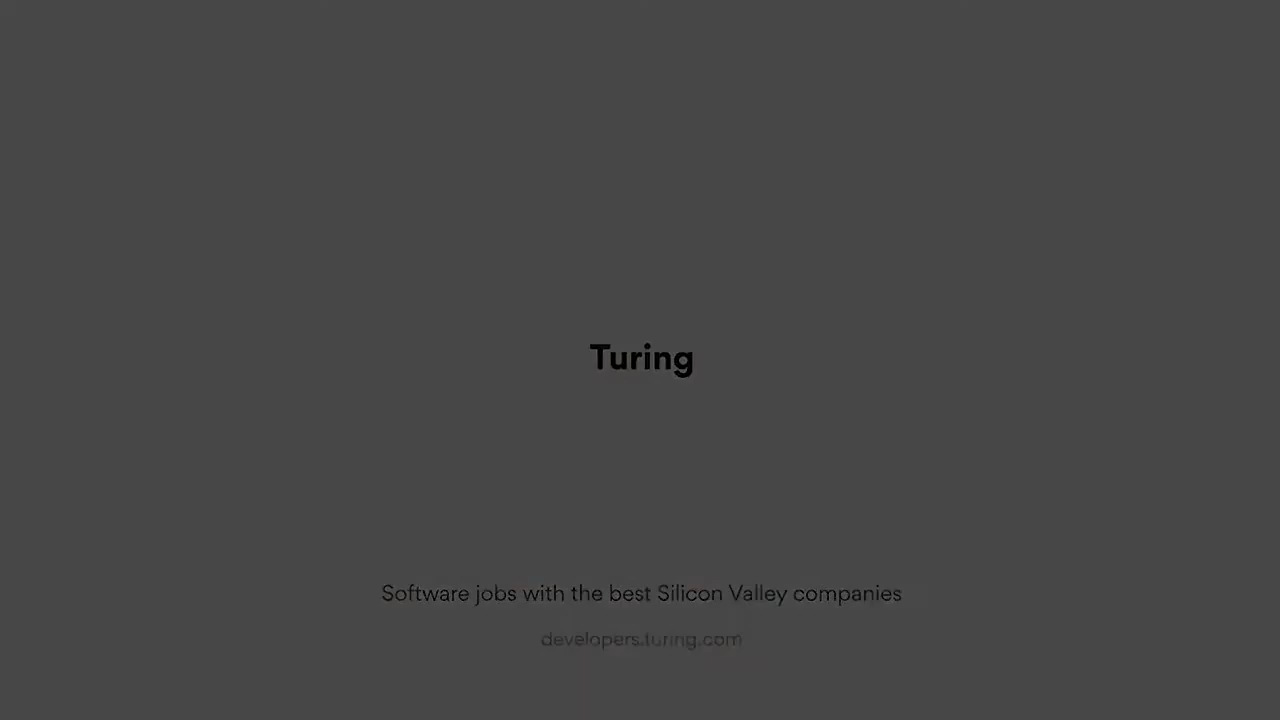 Turing
Software jobs with the best Silicon Valley companies
developers.turing.com